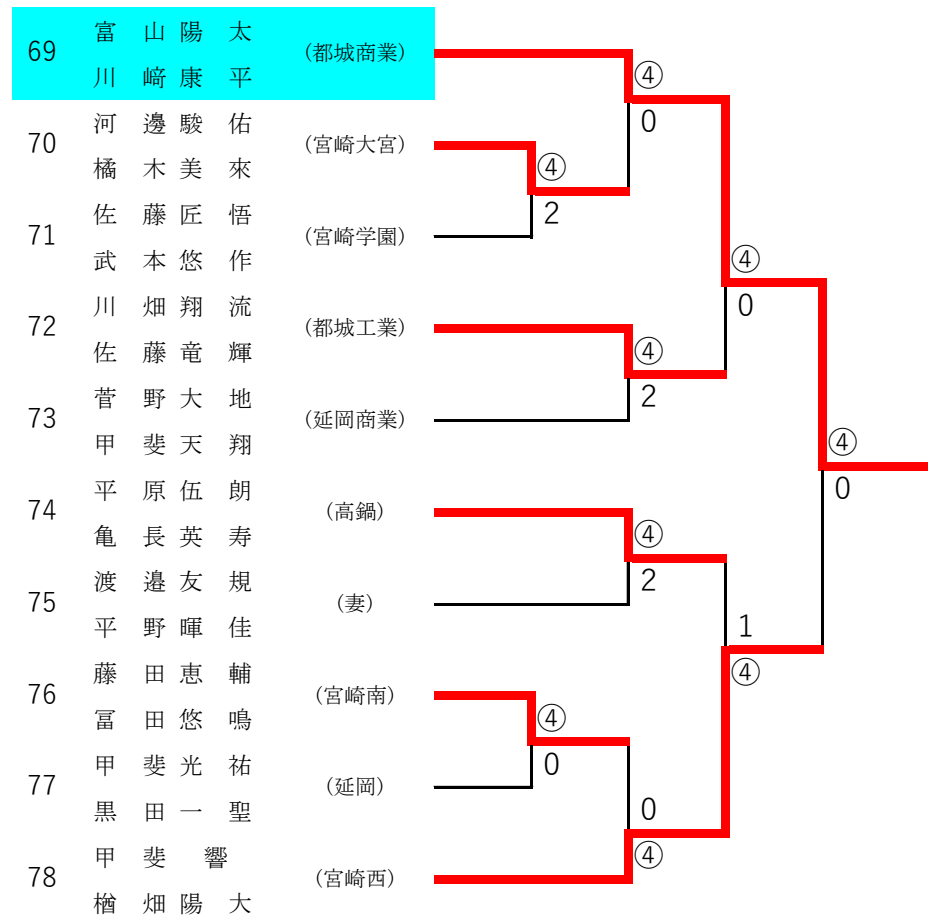 富山陽太
69 (都城商業)
川﨑康平
④
0
河邊駿佑
70 (宮崎大宮)
橘木美來
④
2
佐藤匠悟
71 (宮崎学園)
武本悠作
④
0
川畑翔流
72 (都城工業)
佐藤竜輝
④
2
菅野大地
73 (延岡商業)
甲斐天翔
④
0
平原伍朗
74 (高鍋)
亀長英寿
④
2
渡邉友規
75 (妻)
平野暉佳
1
④
藤田恵輔
76 (宮崎南)
冨田悠鳴
④
0
甲斐光祐
77 (延岡)
黒田一聖
0
④
甲斐響
78 (宮崎西)
楢畑陽大